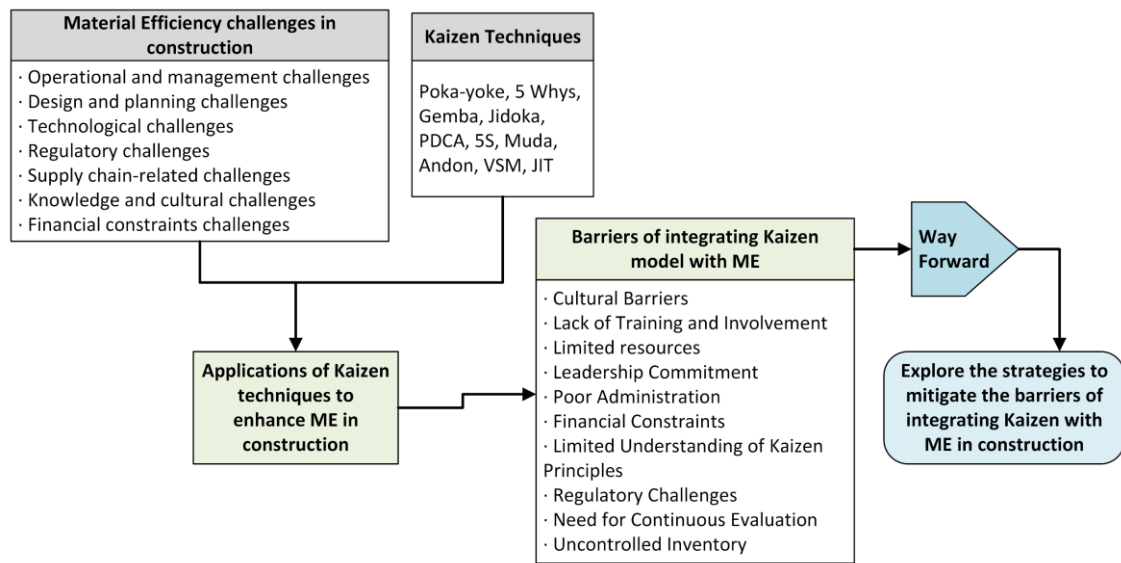 Material Efficiency challenges in
construction
· Operational and management challenges
· Design and planning challenges
· Technological challenges
· Regulatory challenges
· Supply chain-related challenges
· Knowledge and cultural challenges
· Financial constraints challenges
Kaizen Techniques
Poka-yoke, 5 Whys,
Gemba, Jidoka,
PDCA, 5S, Muda,
Andon, VSM, JIT
Applications of Kaizen
techniques to
enhance ME in
construction
Barriers of integrating Kaizen
model with ME
· Cultural Barriers
· Lack of Training and Involvement
· Limited resources
· Leadership Commitment
· Poor Administration
· Financial Constraints
· Limited Understanding of Kaizen
Principles
· Regulatory Challenges
· Need for Continuous Evaluation
· Uncontrolled Inventory
Way
Forward
Explore the strategies to
mitigate the barriers of
integrating Kaizen with
ME in construction